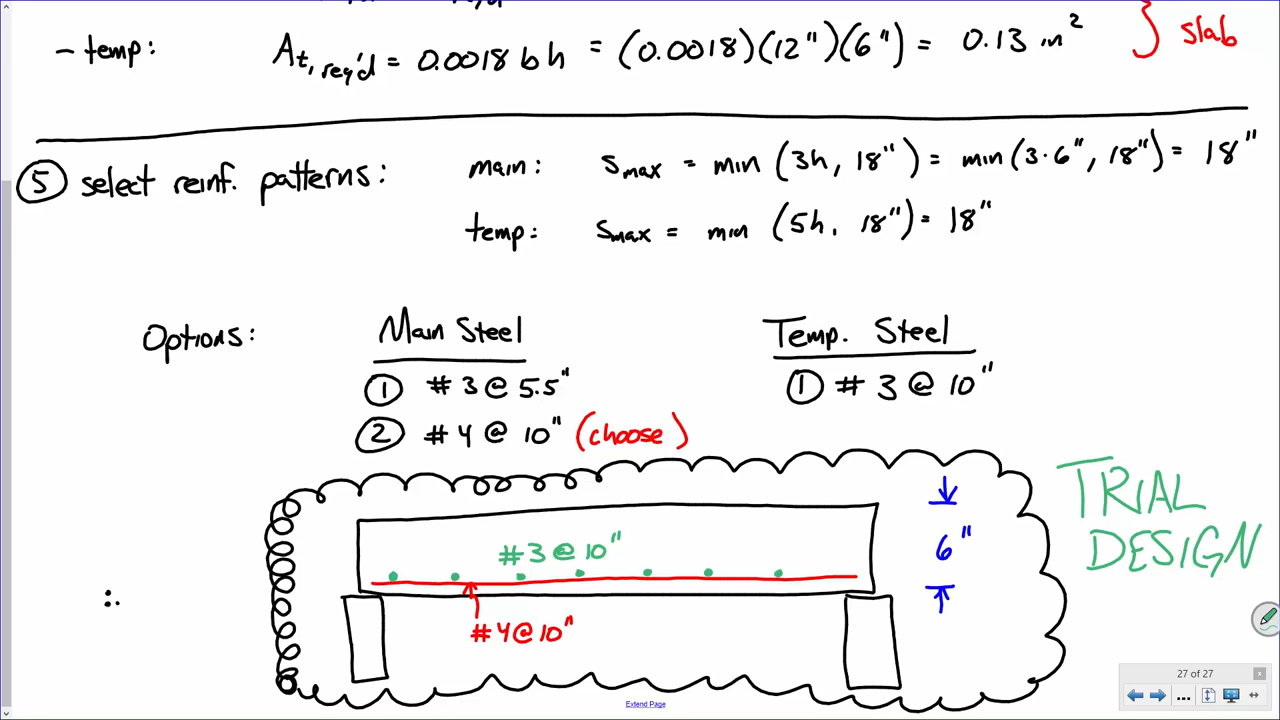 - temp: At, req'd = 0.0018 b h = (0.0018)(12")(6") = 0.13 in² } slab
⑤ select reinf. patterns: main: smax = min (3h, 18") = min (3·6", 18") = 18"
temp: smax = min (5h, 18") = 18"
Options: Main Steel Temp. Steel
① #3 @ 5.5" ① #3 @ 10"
② #4 @ 10" (choose)
TRIAL
DESIGN
#3 @ 10" 6"
∴
#4 @ 10"
27 of 27
Extend Page